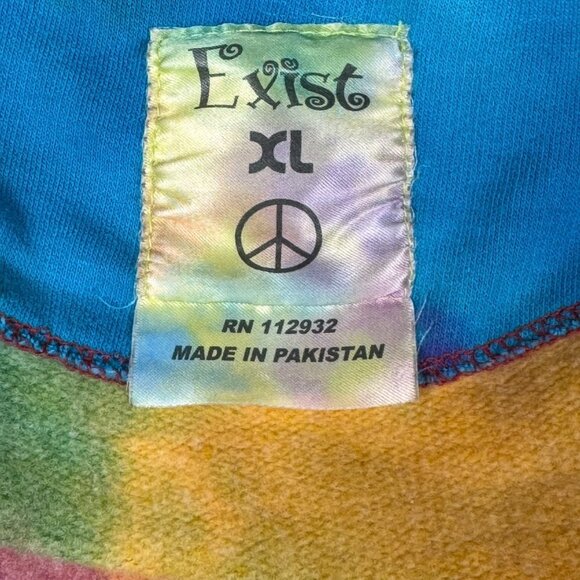 Exist
XL
RN 112932
MADE IN PAKISTAN